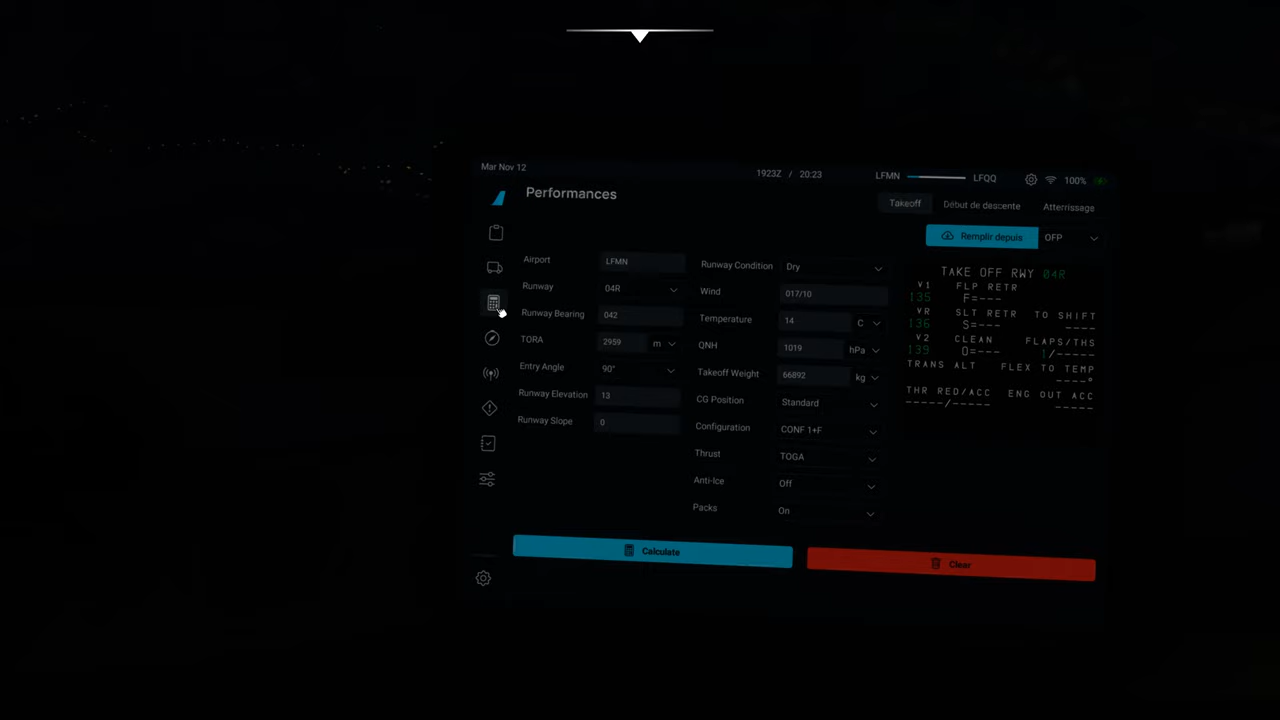 Mar Nov 12
1923Z / 20:23
LFMN
LFQQ
100%
Performances
Takeoff
Début de descente
Atterrissage
Remplir depuis
OFP
Airport
LFMN
Runway
04R
Runway Bearing
042
TORA
2959
m
Entry Angle
90°
Runway Elevation
13
Runway Slope
0
Runway Condition
Dry
Wind
017/10
Temperature
14
C
QNH
1019
hPa
Takeoff Weight
66892
kg
CG Position
Standard
Configuration
CONF 1+F
Thrust
TOGA
Anti-Ice
Off
Packs
On
TAKE OFF RWY 04R
V1 FLP RETR
135 F=---
VR SLT RETR TO SHIFT
136 S=--- ----
V2 CLEAN FLAPS/THS
139 O=--- 1/-----
TRANS ALT FLEX TO TEMP
----°
THR RED/ACC ENG OUT ACC
-----/----- -----
Calculate
Clear